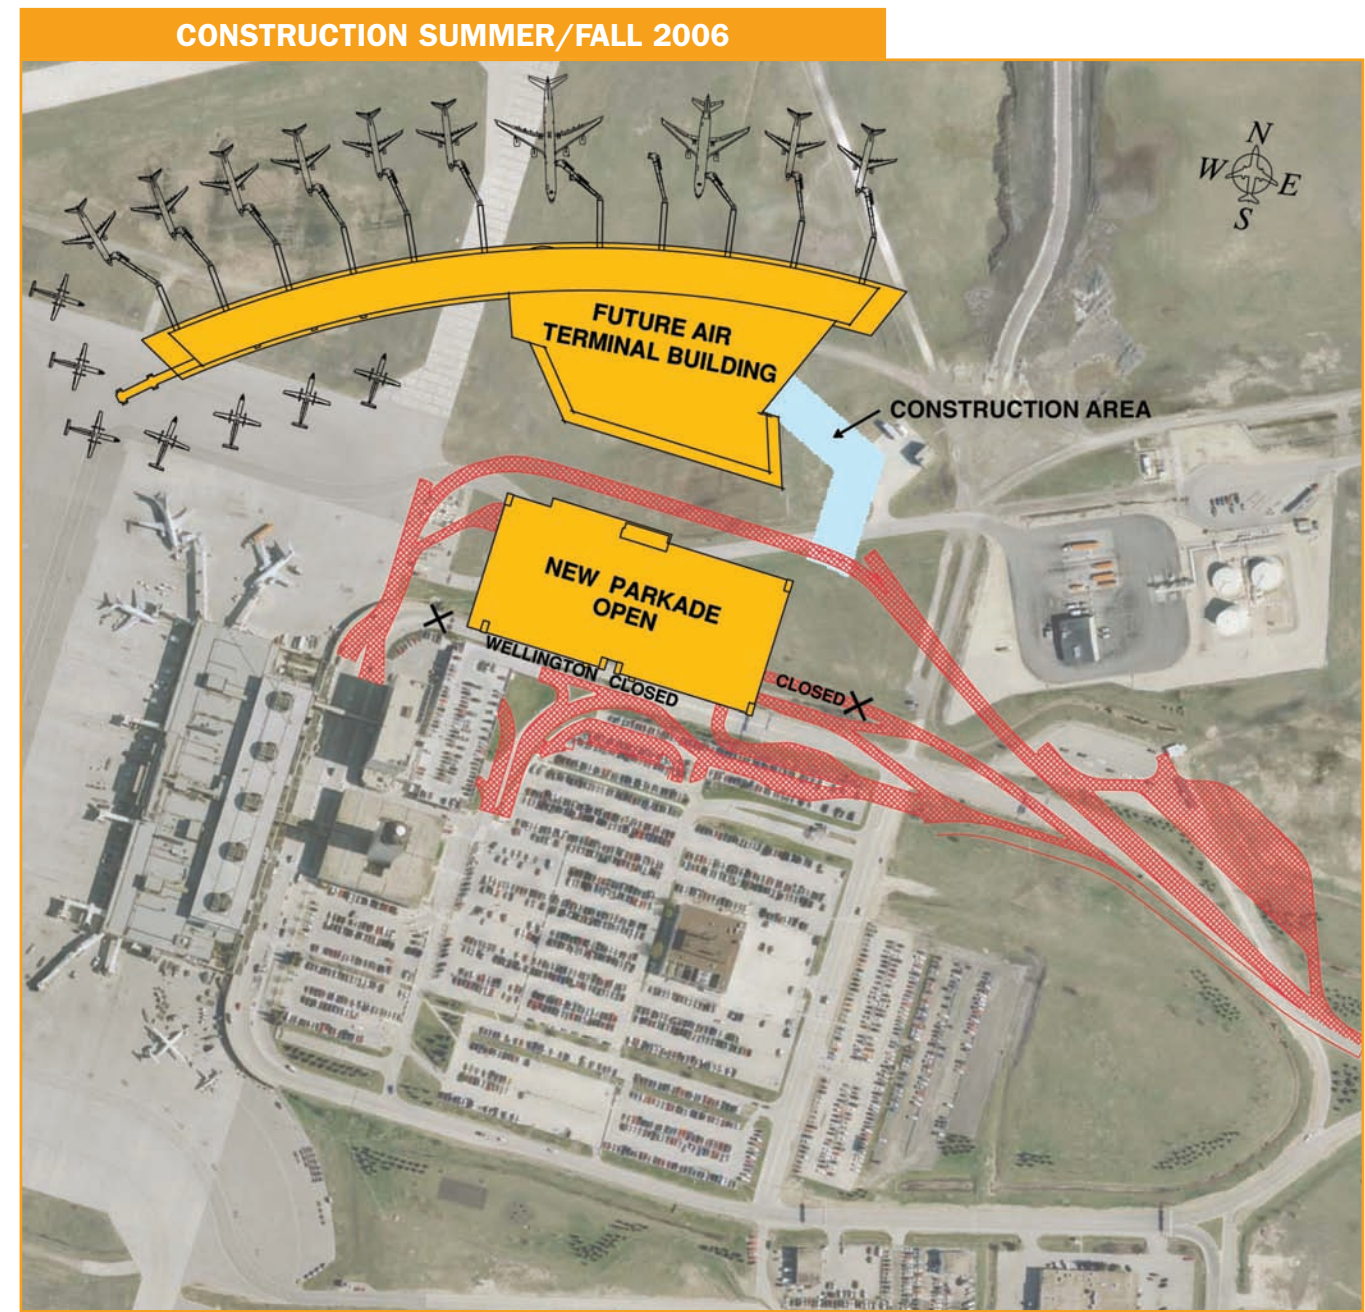 CONSTRUCTION SUMMER/FALL 2006
N
W E
S
FUTURE AIR
TERMINAL BUILDING
CONSTRUCTION AREA
NEW PARKADE
OPEN
WELLINGTON CLOSED
CLOSED